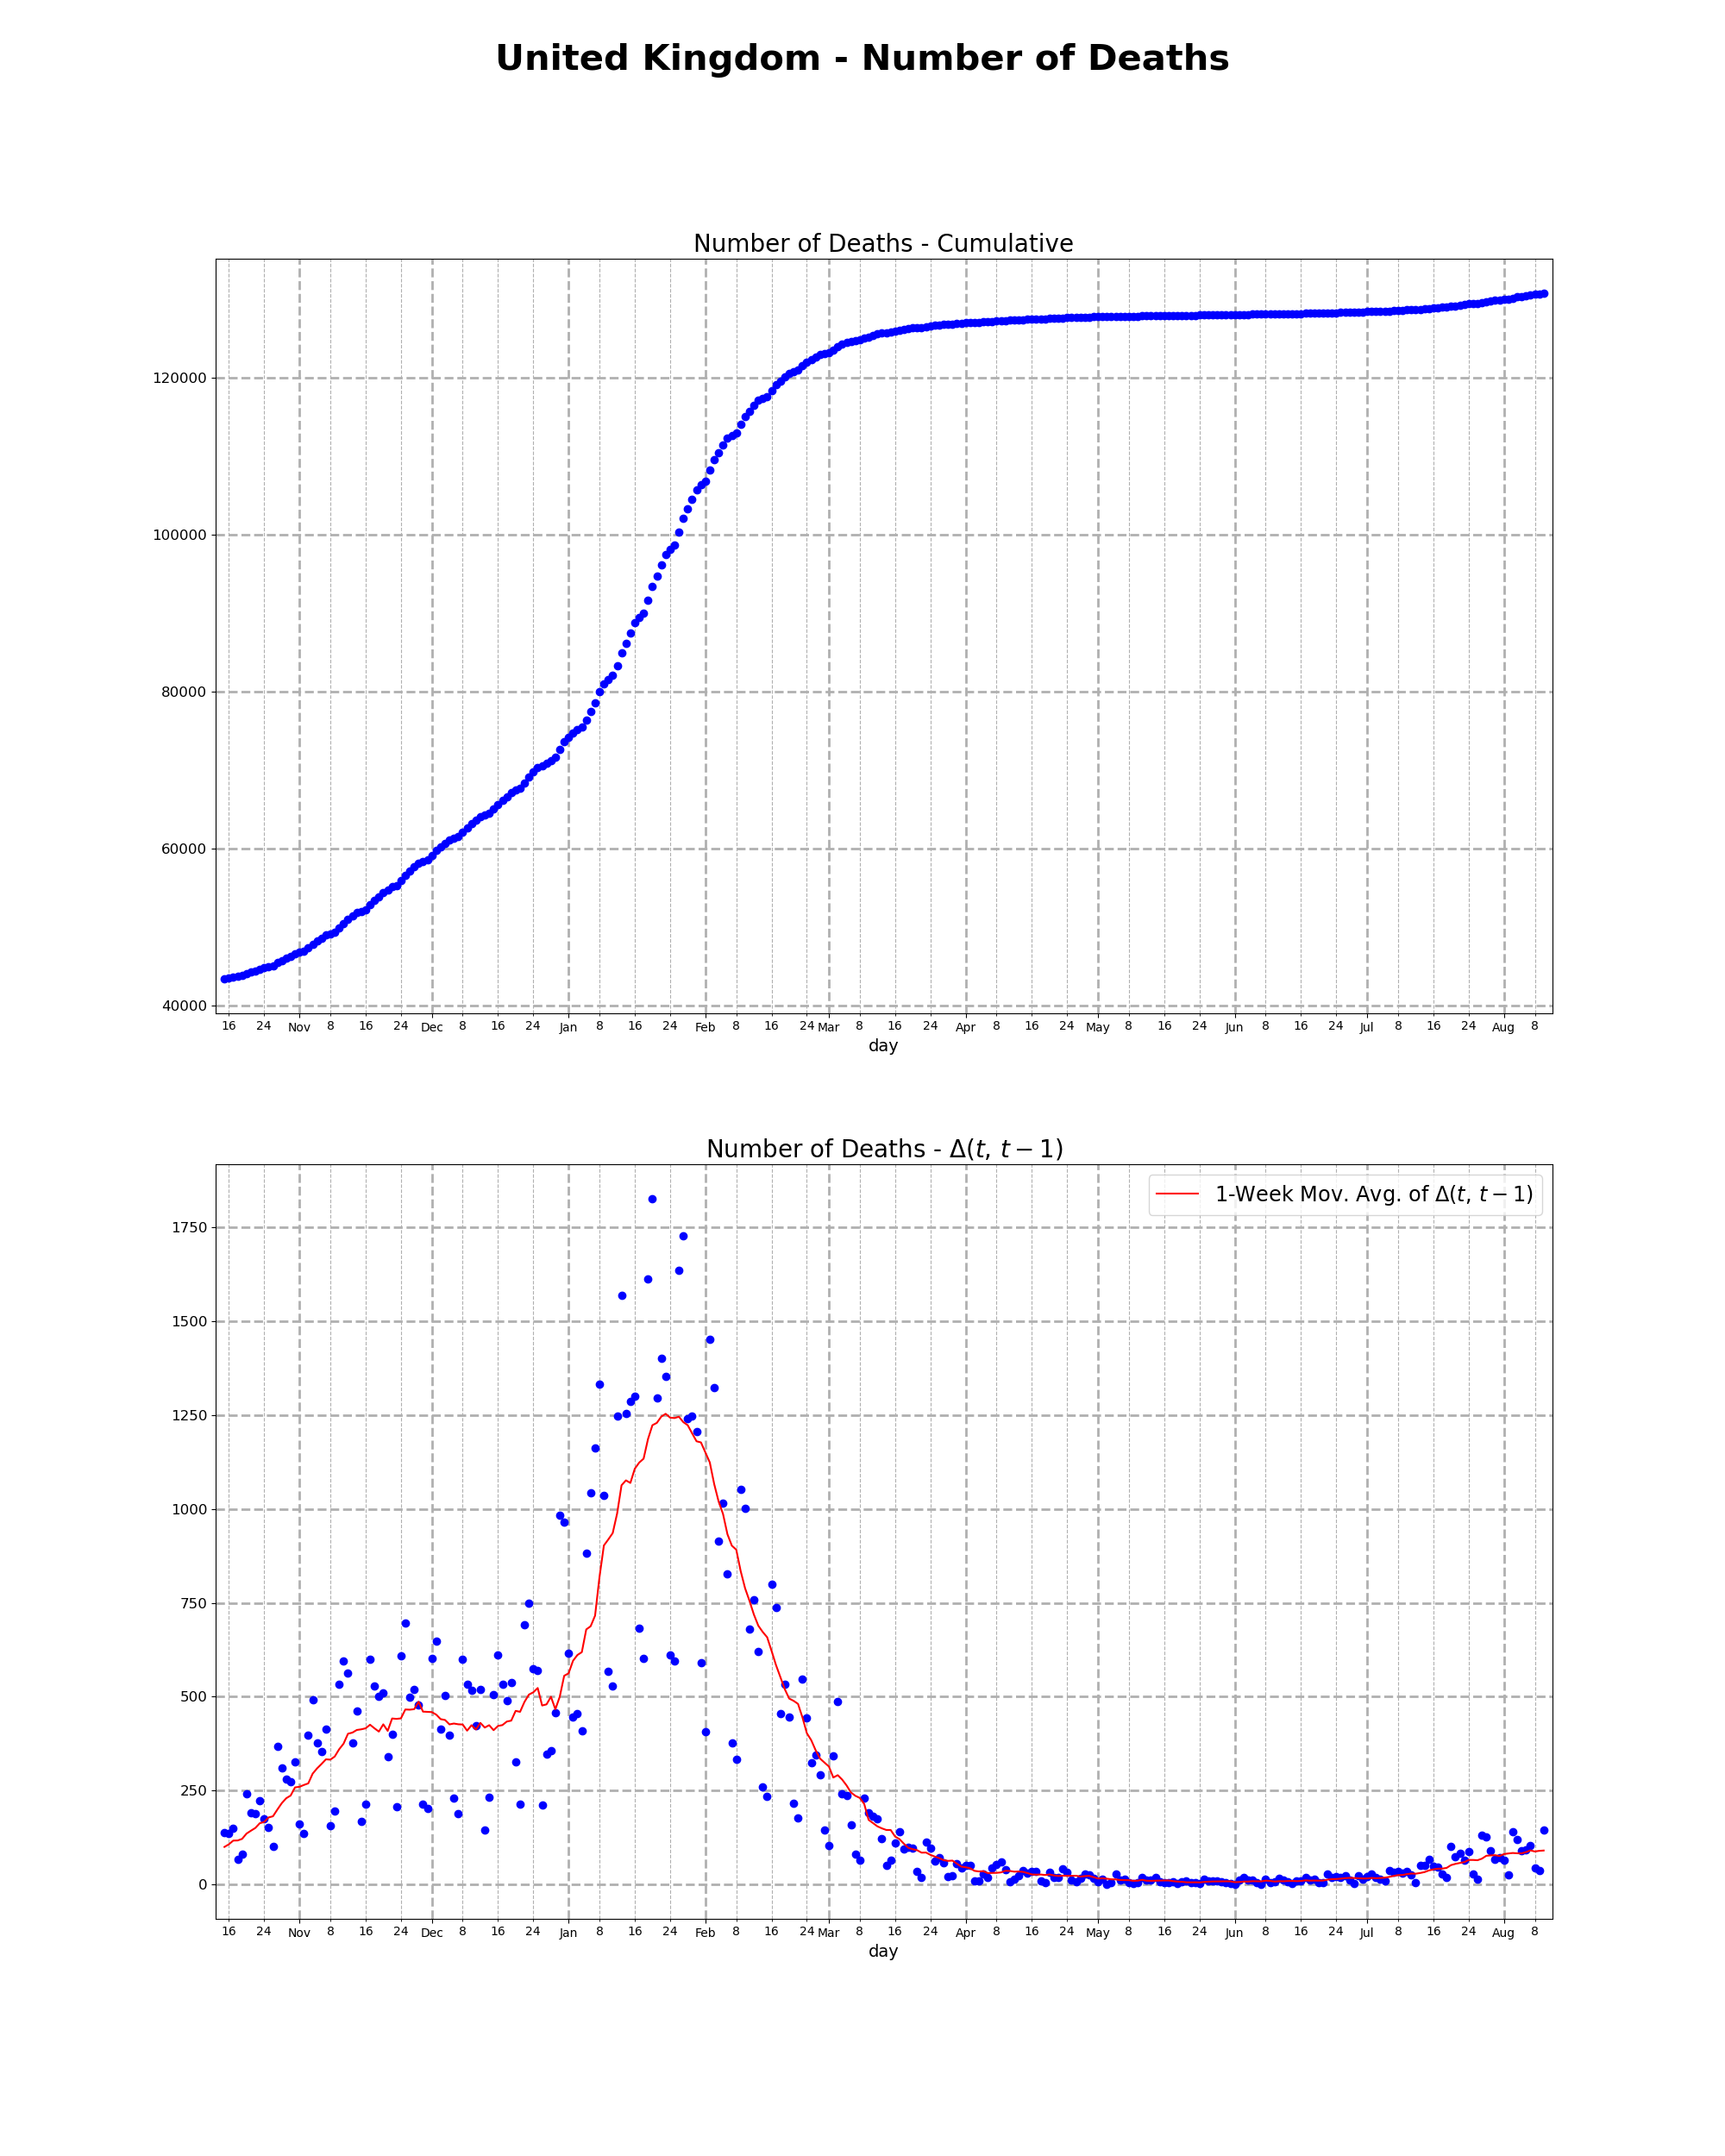 United Kingdom - Number of Deaths
Number of Deaths - Cumulative
120000
100000
80000
60000
40000
16 24 Nov 8 16 24 Dec 8 16 24 Jan 8 16 24 Feb 8 16 24 Mar 8 16 24 Apr 8 16 24 May 8 16 24 Jun 8 16 24 Jul 8 16 24 Aug 8
day
Number of Deaths - Δ(t, t − 1)
1-Week Mov. Avg. of Δ(t, t − 1)
1750
1500
1250
1000
750
500
250
0
16 24 Nov 8 16 24 Dec 8 16 24 Jan 8 16 24 Feb 8 16 24 Mar 8 16 24 Apr 8 16 24 May 8 16 24 Jun 8 16 24 Jul 8 16 24 Aug 8
day